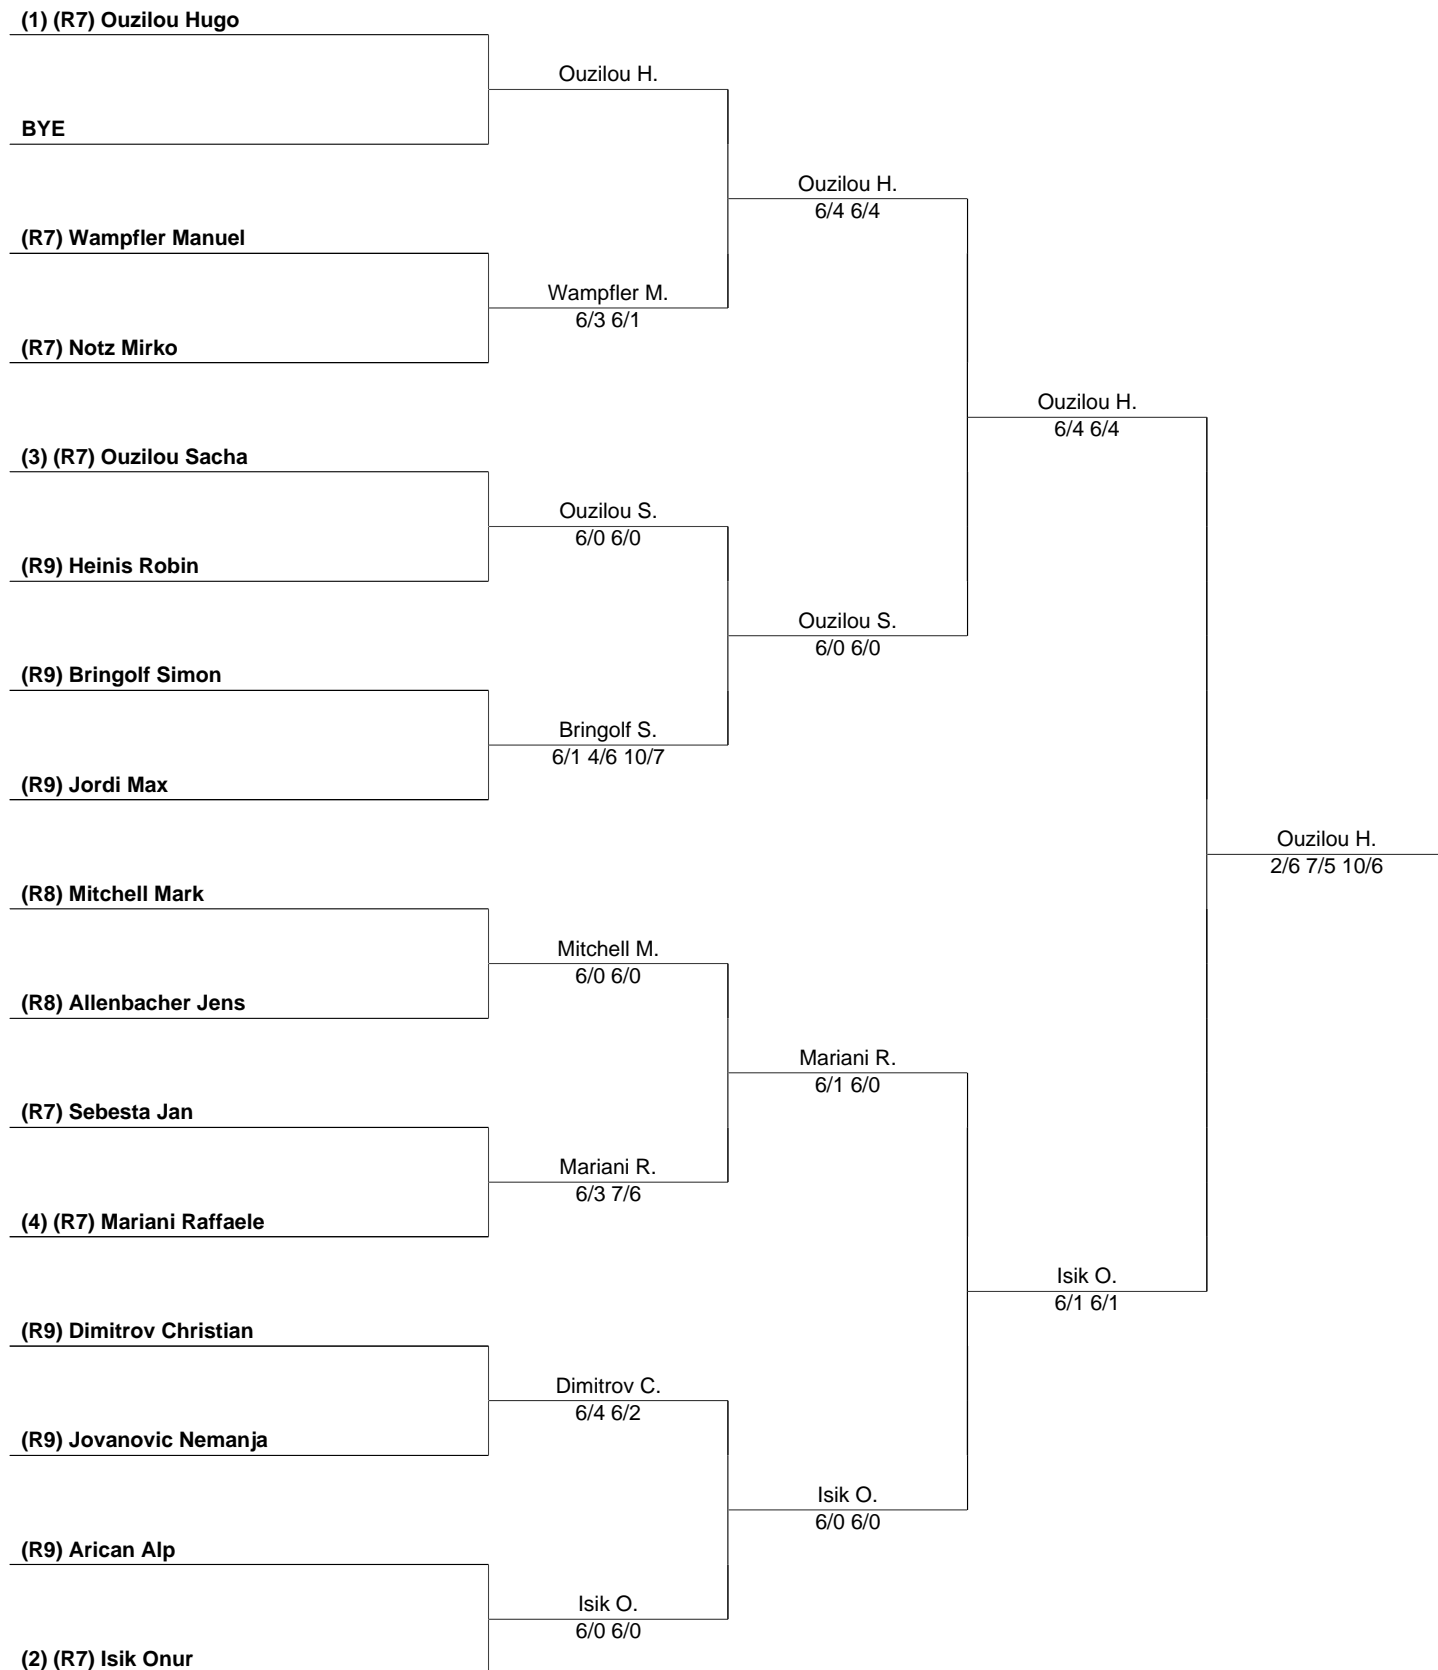 (1) (R7) Ouzilou Hugo
Ouzilou H.
BYE
Ouzilou H.
6/4 6/4
(R7) Wampfler Manuel
Wampfler M.
6/3 6/1
(R7) Notz Mirko
Ouzilou H.
6/4 6/4
(3) (R7) Ouzilou Sacha
Ouzilou S.
6/0 6/0
(R9) Heinis Robin
Ouzilou S.
6/0 6/0
(R9) Bringolf Simon
Bringolf S.
6/1 4/6 10/7
(R9) Jordi Max
Ouzilou H.
2/6 7/5 10/6
(R8) Mitchell Mark
Mitchell M.
6/0 6/0
(R8) Allenbacher Jens
Mariani R.
6/1 6/0
(R7) Sebesta Jan
Mariani R.
6/3 7/6
(4) (R7) Mariani Raffaele
Isik O.
6/1 6/1
(R9) Dimitrov Christian
Dimitrov C.
6/4 6/2
(R9) Jovanovic Nemanja
Isik O.
6/0 6/0
(R9) Arican Alp
Isik O.
6/0 6/0
(2) (R7) Isik Onur